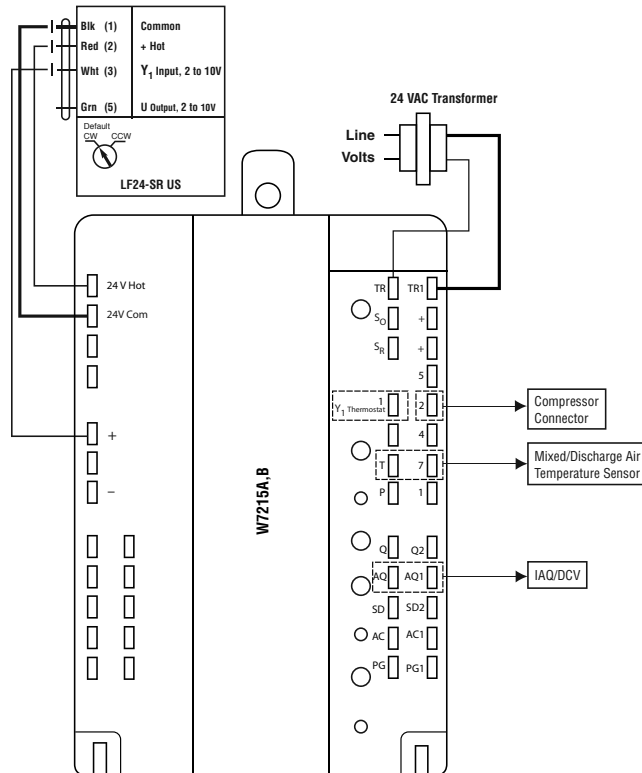 Blk (1) Common
Red (2) + Hot
Wht (3) Y1 Input, 2 to 10V
Grn (5) U Output, 2 to 10V
Default
CW CCW
LF24-SR US
24 VAC Transformer
Line
Volts
24 V Hot
24V Com
+
–
W7215A,B
TR TR1
SO +
SR +
5
Y1 Thermostat 1 2
Compressor
Connector
4
T 7
Mixed/Discharge Air
Temperature Sensor
P 1
Q Q2
AQ AQ1
IAQ/DCV
SD SD2
AC AC1
PG PG1